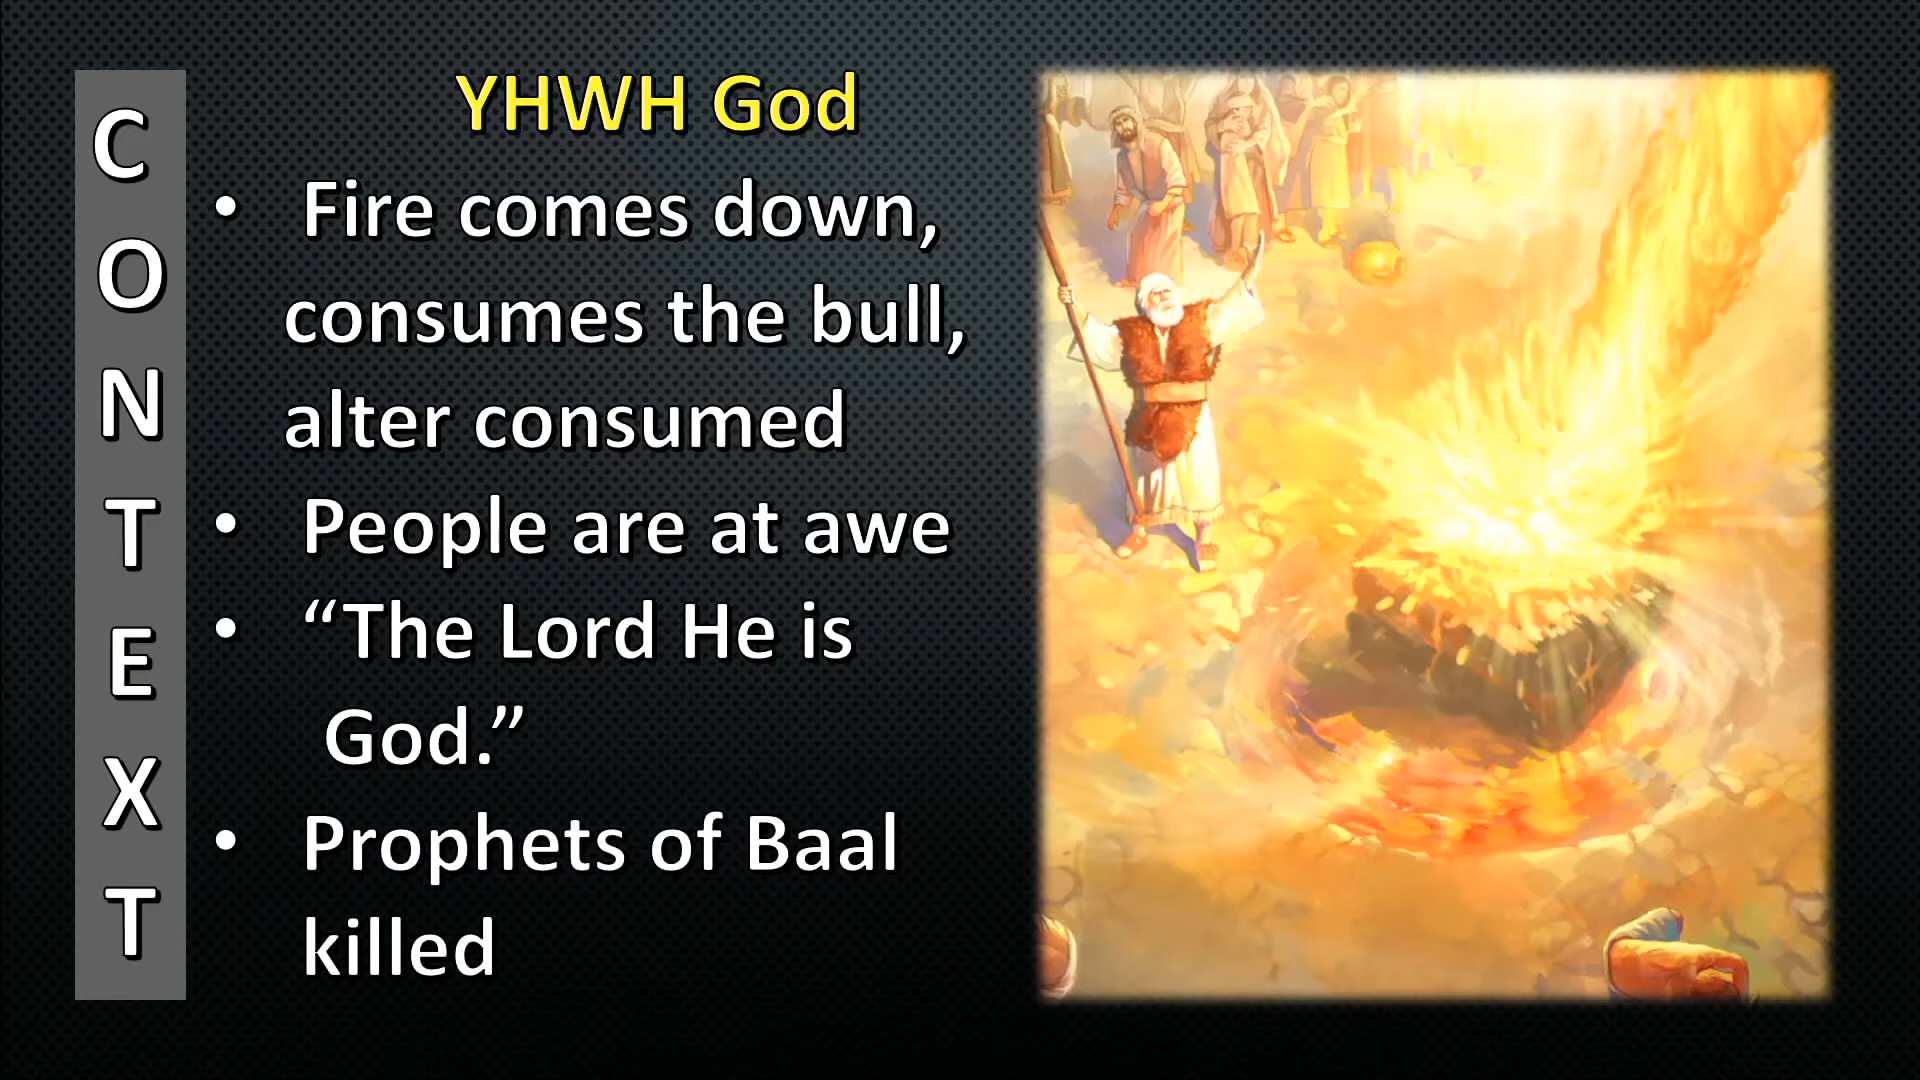 CONTEXT
YHWH God
• Fire comes down,
consumes the bull,
alter consumed
• People are at awe
• “The Lord He is
God.”
• Prophets of Baal
killed